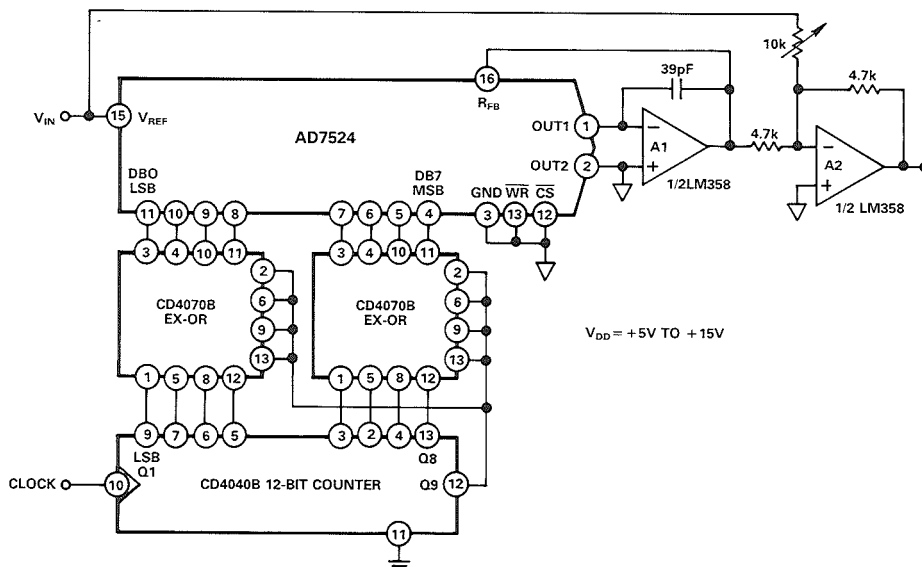 10k
16
39pF
4.7k
RFB
VIN
15
VREF
OUT1
1
−
A1
4.7k
−
A2
AD7524
OUT2
2
+
+
1/2LM358
1/2 LM358
DBO
LSB
DB7
MSB
GND WR CS
11 10 9 8
7 6 5 4
3 13 12
3 4 10 11
3 4 10 11
2
2
CD4070B
EX-OR
6
CD4070B
EX-OR
6
9
9
VDD = +5V TO +15V
13
13
1 5 8 12
1 5 8 12
9 7 6 5
3 2 4 13
LSB
Q1
Q8
CLOCK
10
CD4040B 12-BIT COUNTER
Q9
12
11